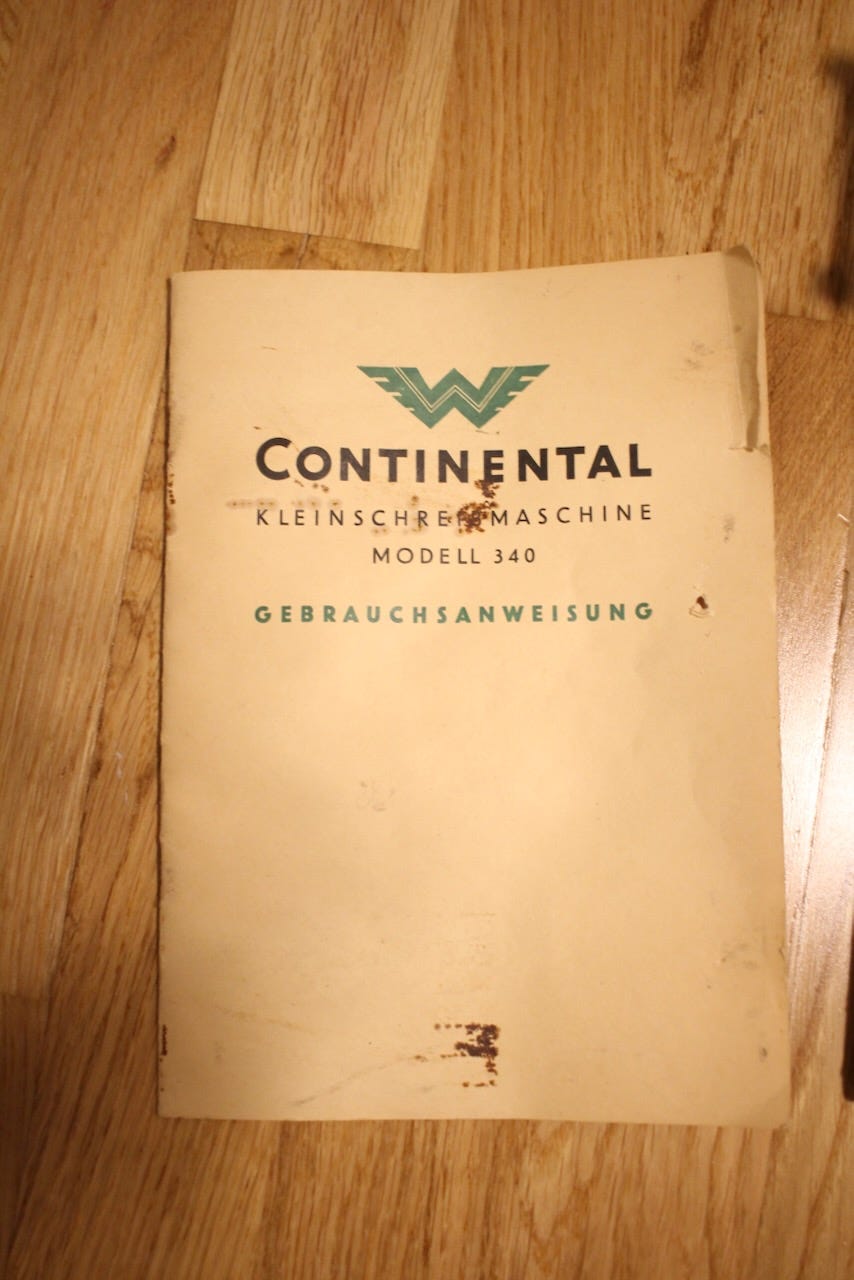 W
CONTINENTAL
KLEINSCHREIBMASCHINE
MODELL 340
GEBRAUCHSANWEISUNG